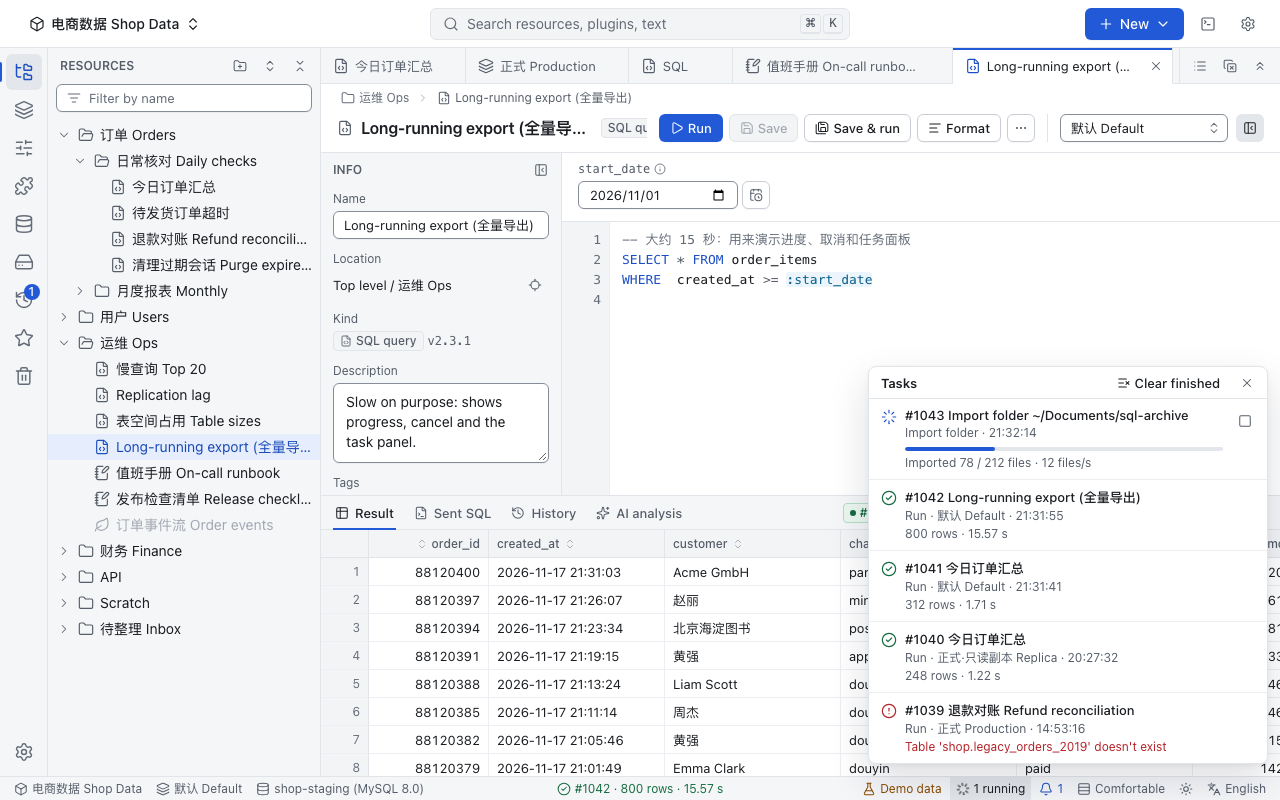 电商数据 Shop Data
Search resources, plugins, text
⌘ K
New
RESOURCES
Filter by name
订单 Orders
日常核对 Daily checks
今日订单汇总
待发货订单超时
退款对账 Refund reconcili...
清理过期会话 Purge expire...
月度报表 Monthly
用户 Users
运维 Ops
慢查询 Top 20
Replication lag
表空间占用 Table sizes
Long-running export (全量导...
值班手册 On-call runbook
发布检查清单 Release checkl...
订单事件流 Order events
财务 Finance
API
Scratch
待整理 Inbox
1
今日订单汇总
正式 Production
SQL
值班手册 On-call runbo...
Long-running export (...
运维 Ops
Long-running export (全量导出)
Long-running export (全量导...
SQL qu
Run
Save
Save & run
Format
默认 Default
INFO
Name
Long-running export (全量导出)
Location
Top level / 运维 Ops
Kind
SQL query v2.3.1
Description
Slow on purpose: shows
progress, cancel and the
task panel.
Tags
start_date
2026/11/01
1 -- 大约 15 秒: 用来演示进度、取消和任务面板
2 SELECT * FROM order_items
3 WHERE created_at >= :start_date
4
Result
Sent SQL
History
AI analysis
order_id created_at customer
1 88120400 2026-11-17 21:31:03 Acme GmbH
2 88120397 2026-11-17 21:26:07 赵丽
3 88120394 2026-11-17 21:23:34 北京海淀图书
4 88120391 2026-11-17 21:19:15 黄强
5 88120388 2026-11-17 21:13:24 Liam Scott
6 88120385 2026-11-17 21:11:14 周杰
7 88120382 2026-11-17 21:05:46 黄强
8 88120379 2026-11-17 21:01:49 Emma Clark douyin paid
Tasks
Clear finished
#1043 Import folder ~/Documents/sql-archive
Import folder · 21:32:14
Imported 78 / 212 files · 12 files/s
#1042 Long-running export (全量导出)
Run · 默认 Default · 21:31:55
800 rows · 15.57 s
#1041 今日订单汇总
Run · 默认 Default · 21:31:41
312 rows · 1.71 s
#1040 今日订单汇总
Run · 正式·只读副本 Replica · 20:27:32
248 rows · 1.22 s
#1039 退款对账 Refund reconciliation
Run · 正式 Production · 14:53:16
Table 'shop.legacy_orders_2019' doesn't exist
电商数据 Shop Data
默认 Default
shop-staging (MySQL 8.0)
#1042 · 800 rows · 15.57 s
Demo data
1 running
1
Comfortable
English